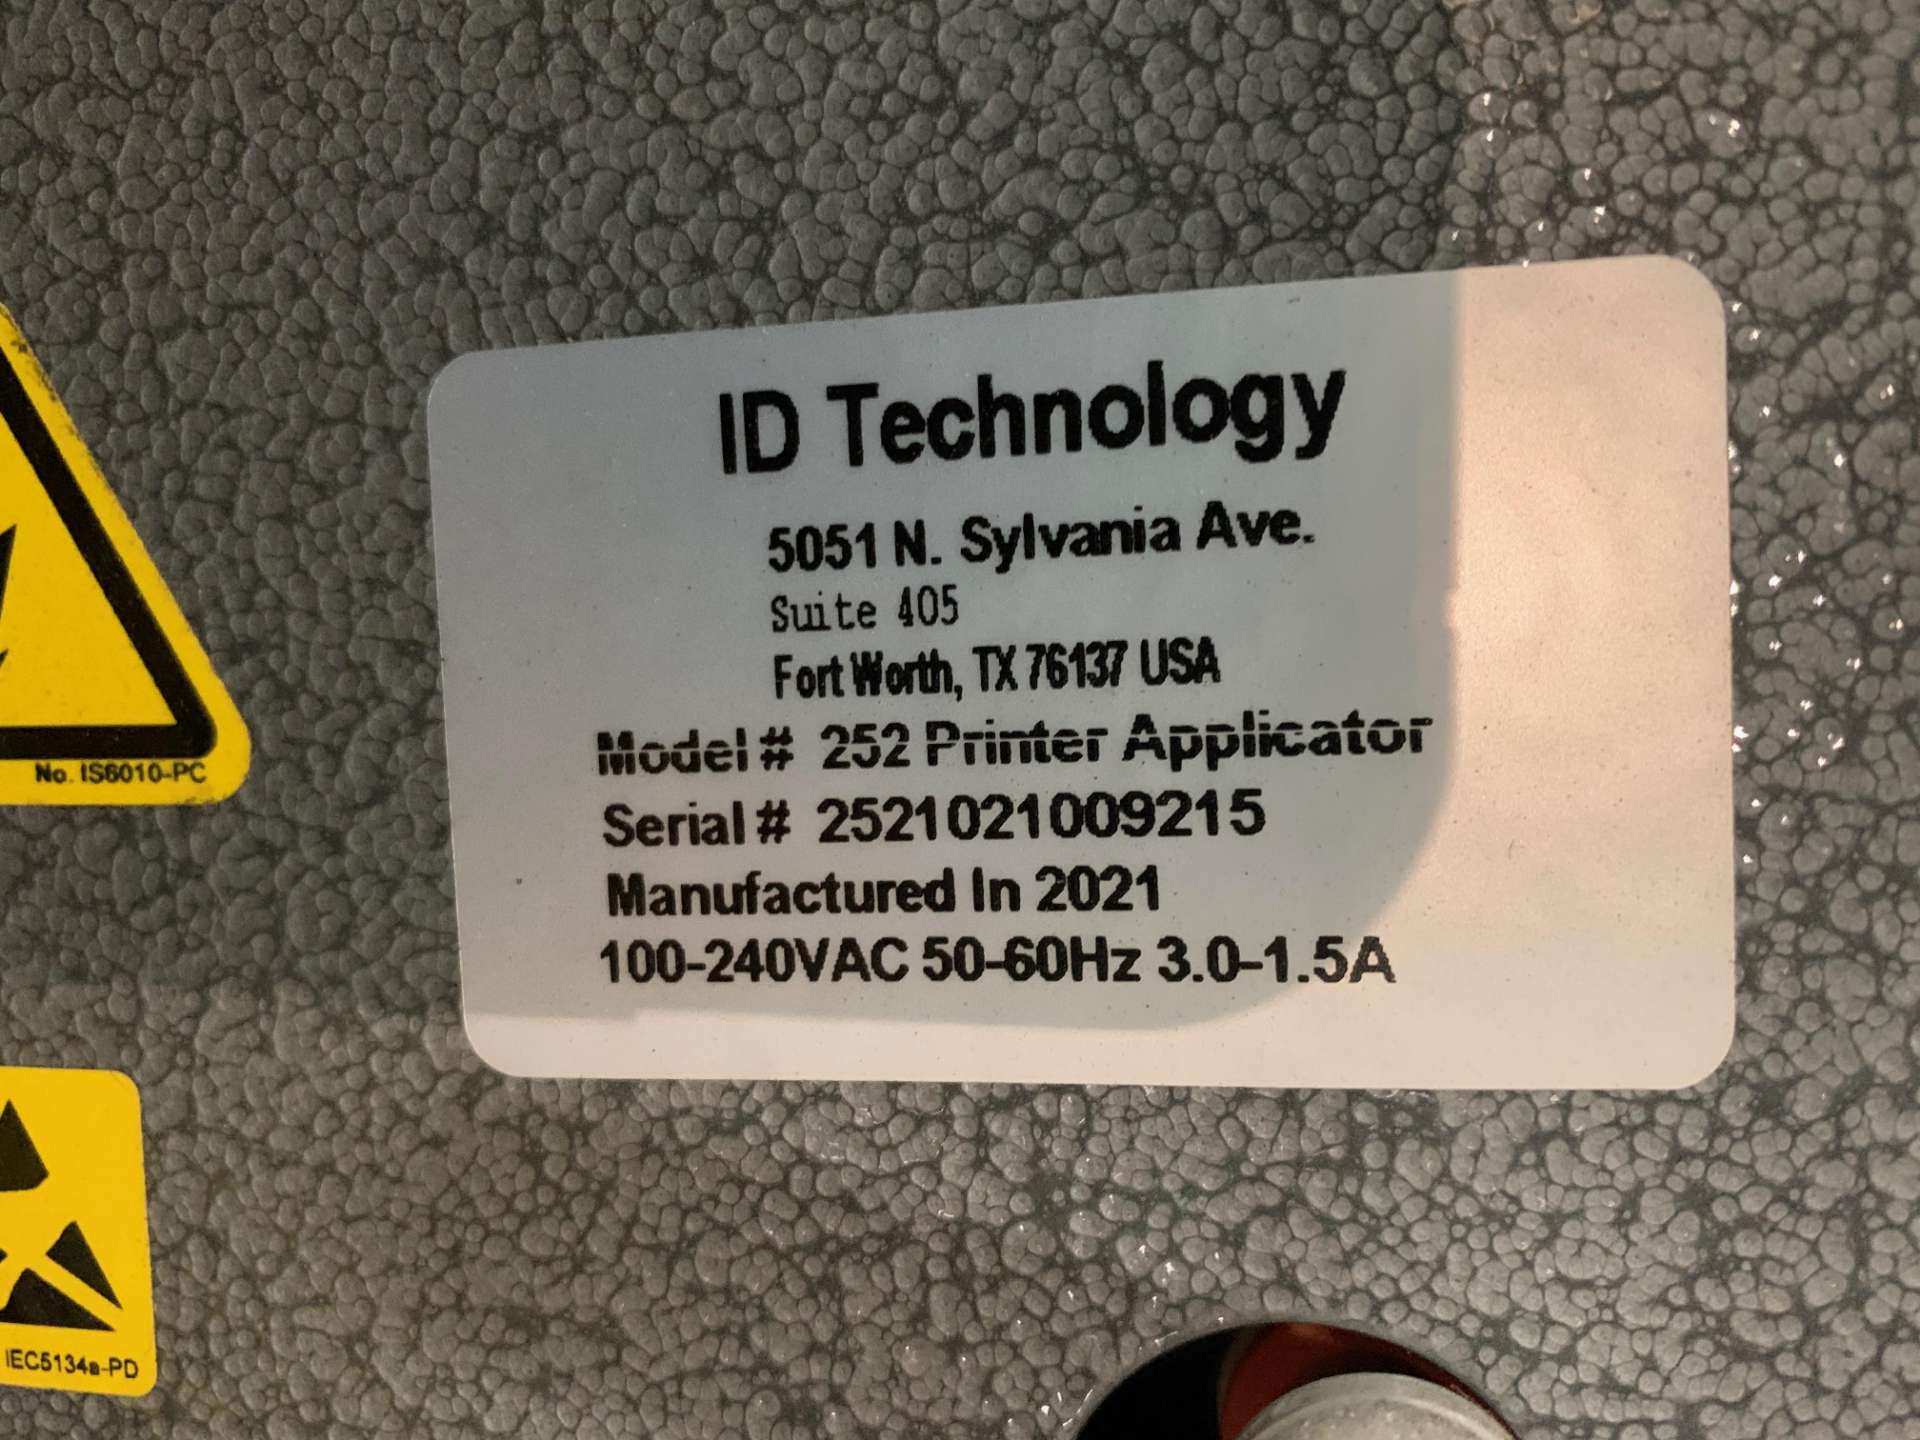 ID Technology
5051 N. Sylvania Ave.
Suite 405
Fort Worth, TX 76137 USA
Model # 252 Printer Applicator
Serial # 2521021009215
Manufactured In 2021
100-240VAC 50-60Hz 3.0-1.5A
No. IS6010-PC
IEC5134a-PD